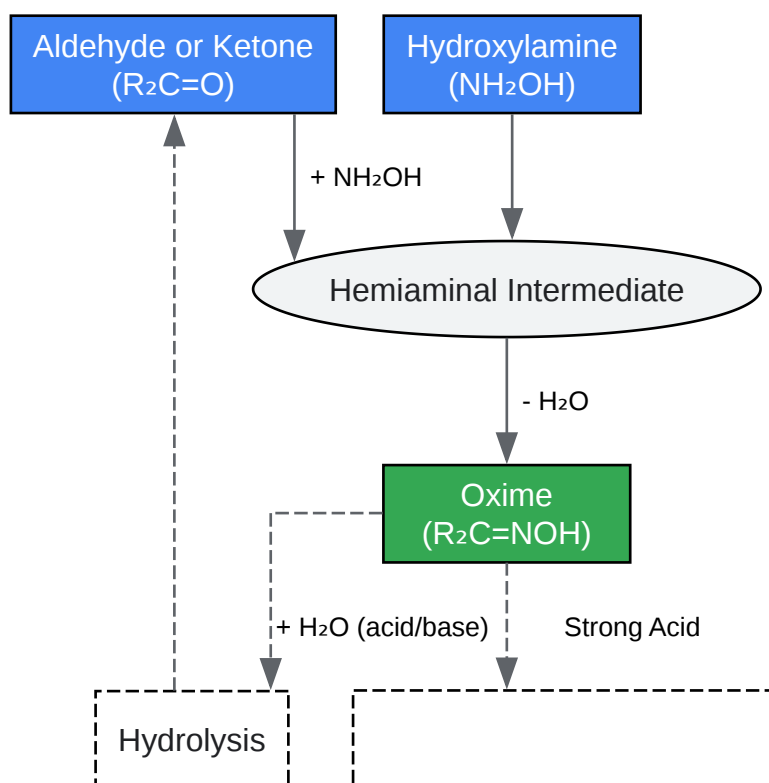 Aldehyde or Ketone
(R₂C=O)
Hydroxylamine
(NH₂OH)
+ NH₂OH
Hemiaminal Intermediate
- H₂O
Oxime
(R₂C=NOH)
+ H₂O (acid/base)
Strong Acid
Hydrolysis